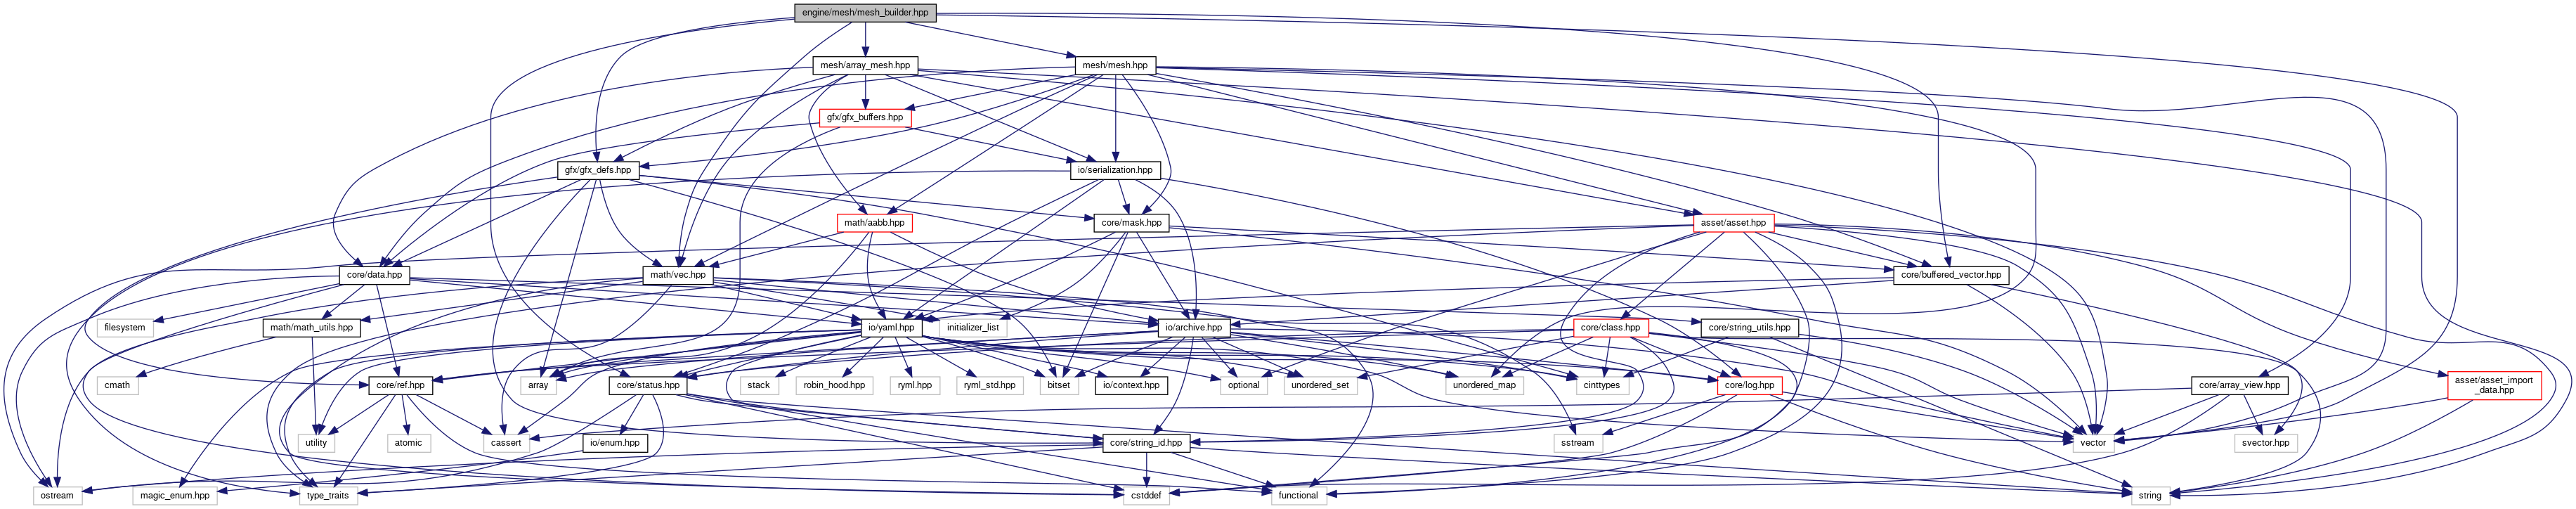 engine/mesh/mesh_builder.hpp
mesh/array_mesh.hpp
mesh/mesh.hpp
gfx/gfx_buffers.hpp
gfx/gfx_defs.hpp
io/serialization.hpp
math/aabb.hpp
core/mask.hpp
asset/asset.hpp
core/data.hpp
math/vec.hpp
core/buffered_vector.hpp
filesystem
math/math_utils.hpp
io/yaml.hpp
initializer_list
io/archive.hpp
core/class.hpp
core/string_utils.hpp
cmath
core/ref.hpp
array
core/status.hpp
stack
robin_hood.hpp
ryml.hpp
ryml_std.hpp
bitset
io/context.hpp
optional
unordered_set
unordered_map
cinttypes
core/log.hpp
core/array_view.hpp
asset/asset_import
_data.hpp
utility
atomic
cassert
io/enum.hpp
core/string_id.hpp
sstream
vector
svector.hpp
ostream
magic_enum.hpp
type_traits
cstddef
functional
string